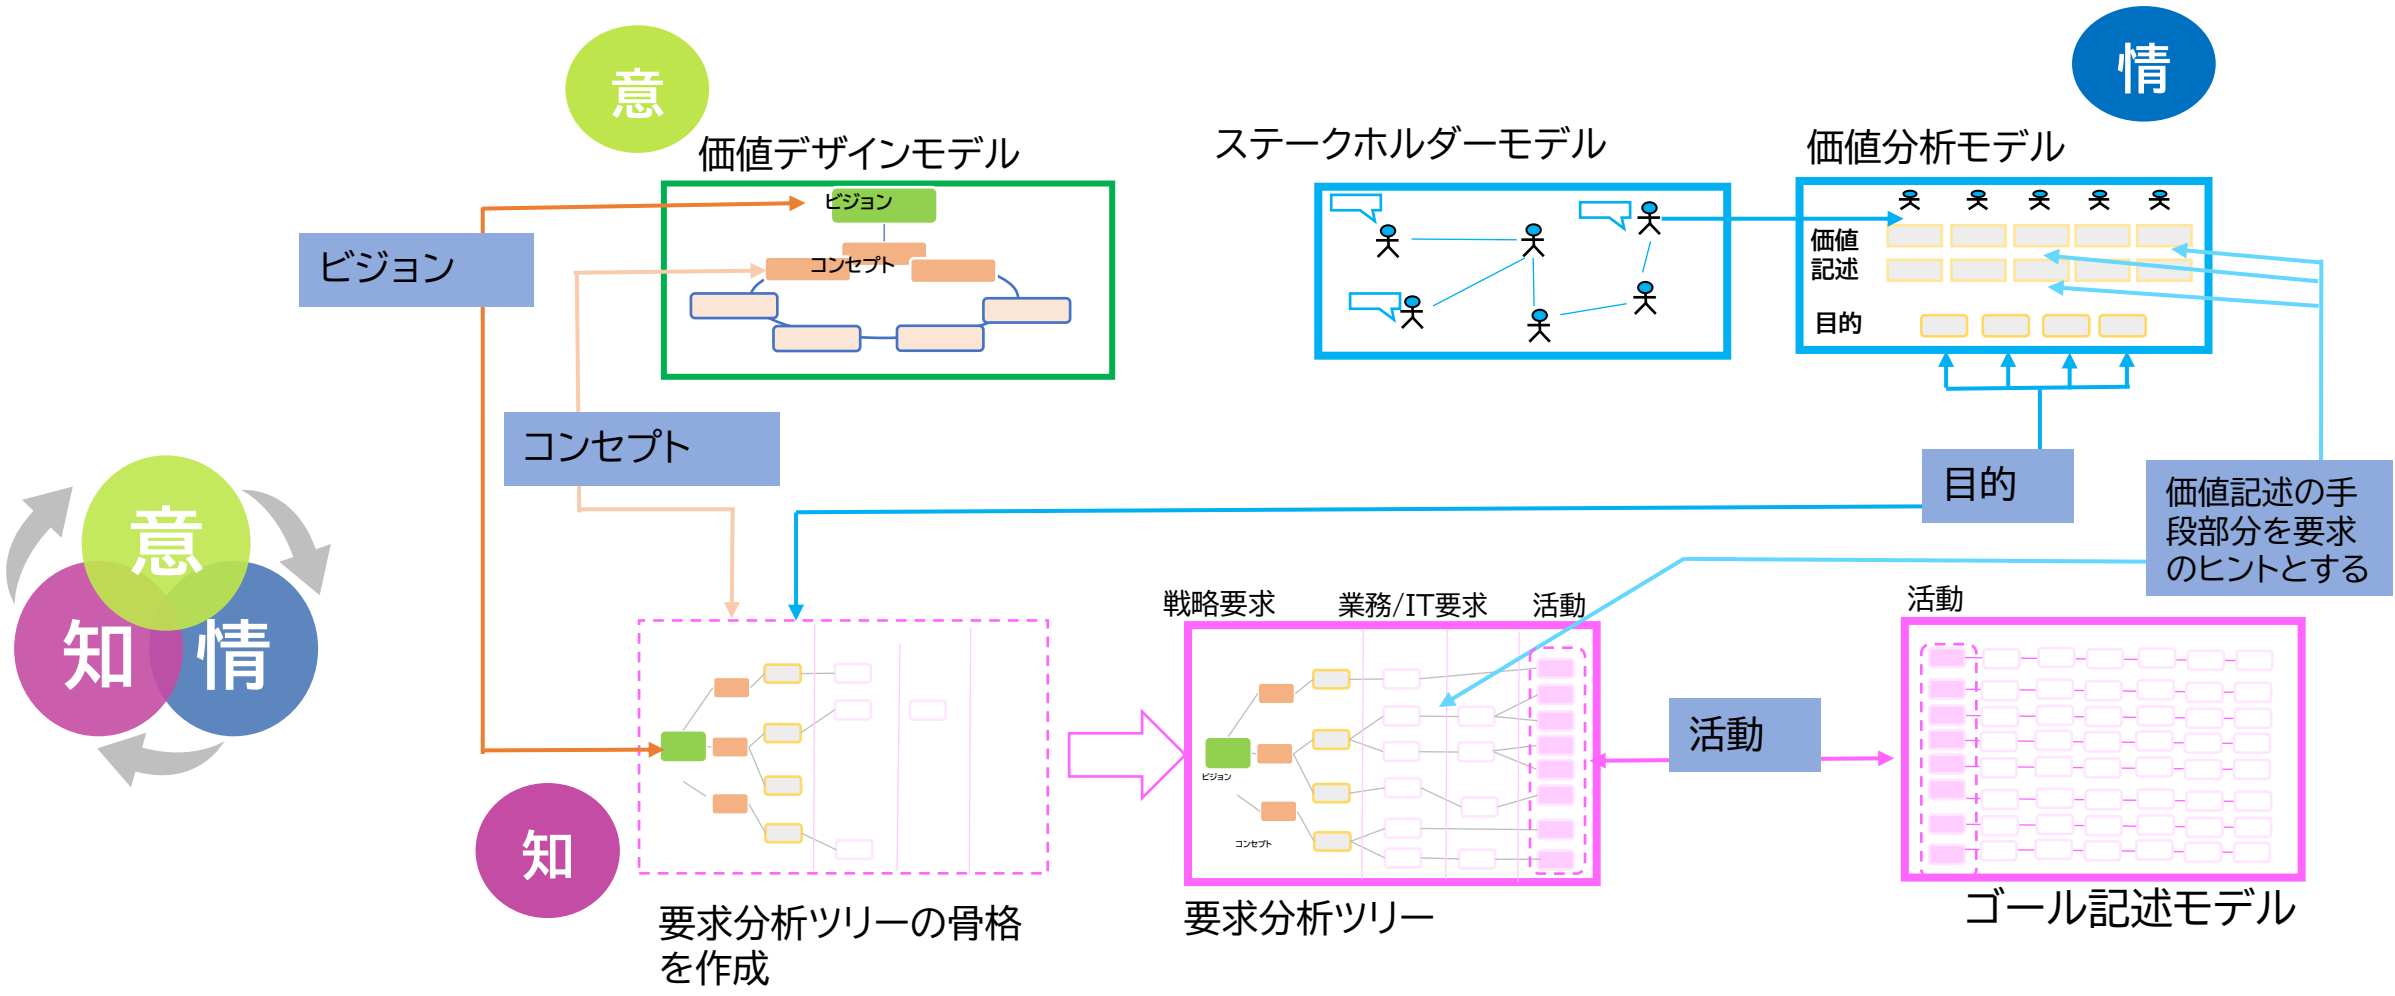 意
情
価値デザインモデル
ステークホルダーモデル
価値分析モデル
ビジョン
コンセプト
価値
記述
目的
ビジョン
コンセプト
目的
価値記述の手
段部分を要求
のヒントとする
意
知
情
戦略要求
業務/IT要求
活動
活動
ビジョン
コンセプト
活動
知
要求分析ツリーの骨格
を作成
要求分析ツリー
ゴール記述モデル